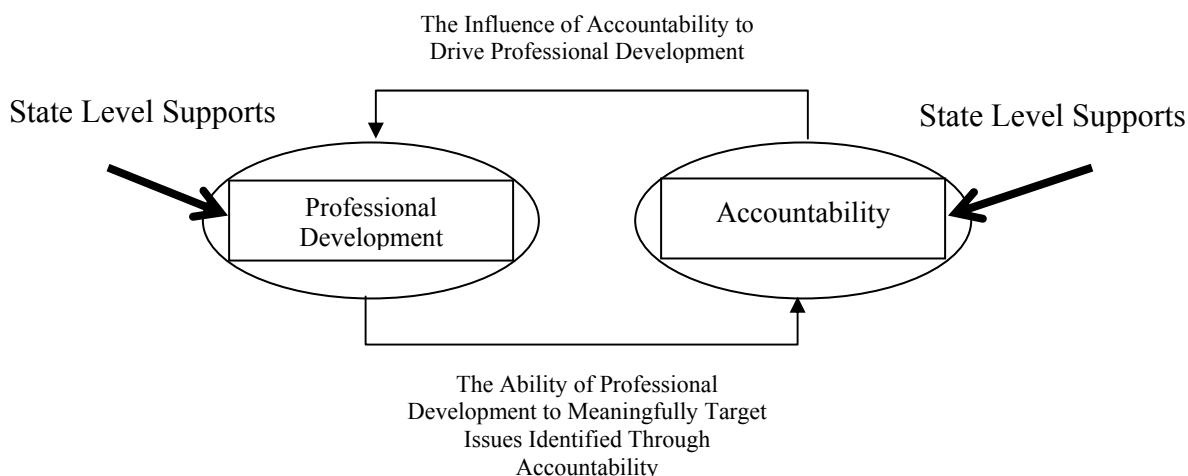 The Influence of Accountability to
Drive Professional Development
State Level Supports
State Level Supports
Professional
Development
Accountability
The Ability of Professional
Development to Meaningfully Target
Issues Identified Through
Accountability